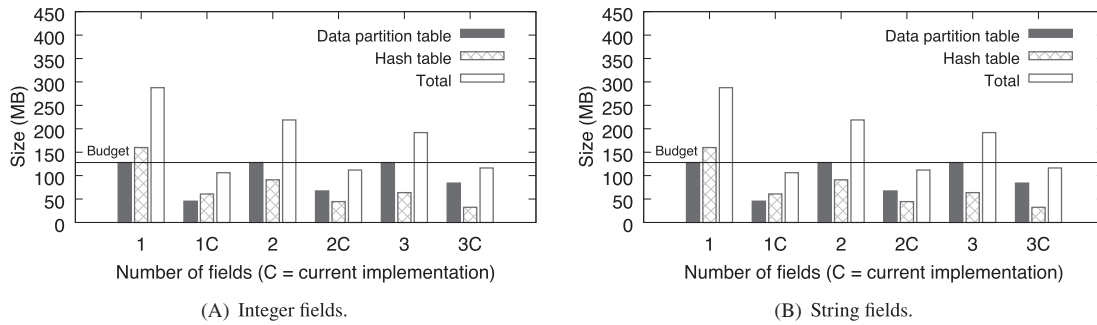 450
400
350
300
250
200
150
100
50
0
Size (MB)
Data partition table
Hash table
Total
Budget
1 1C 2 2C 3 3C
Number of fields (C = current implementation)
(A) Integer fields.
450
400
350
300
250
200
150
100
50
0
Size (MB)
Data partition table
Hash table
Total
Budget
1 1C 2 2C 3 3C
Number of fields (C = current implementation)
(B) String fields.